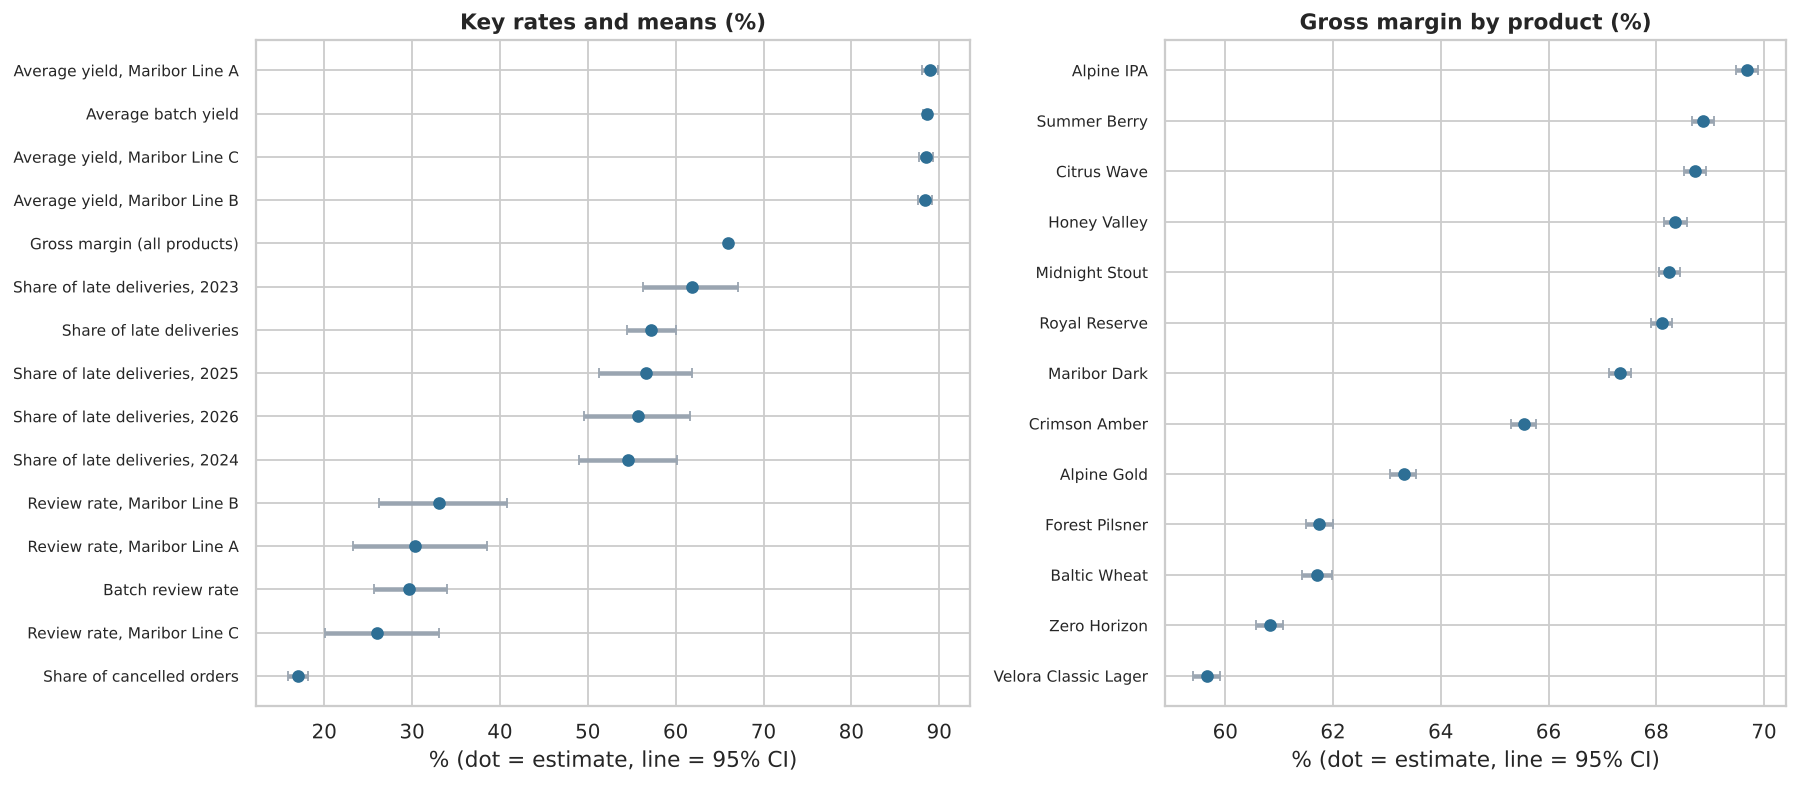 Key rates and means (%)
Average yield, Maribor Line A
Average batch yield
Average yield, Maribor Line C
Average yield, Maribor Line B
Gross margin (all products)
Share of late deliveries, 2023
Share of late deliveries
Share of late deliveries, 2025
Share of late deliveries, 2026
Share of late deliveries, 2024
Review rate, Maribor Line B
Review rate, Maribor Line A
Batch review rate
Review rate, Maribor Line C
Share of cancelled orders
20 30 40 50 60 70 80 90
% (dot = estimate, line = 95% CI)
Gross margin by product (%)
Alpine IPA
Summer Berry
Citrus Wave
Honey Valley
Midnight Stout
Royal Reserve
Maribor Dark
Crimson Amber
Alpine Gold
Forest Pilsner
Baltic Wheat
Zero Horizon
Velora Classic Lager
60 62 64 66 68 70
% (dot = estimate, line = 95% CI)